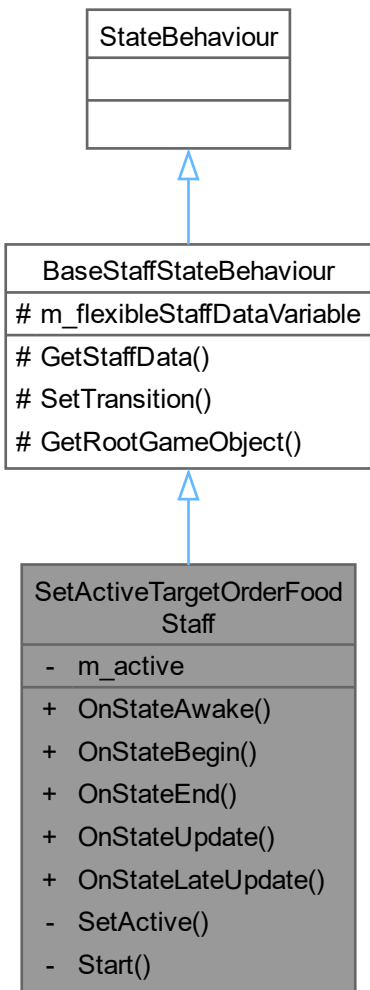 StateBehaviour
BaseStaffStateBehaviour
# m_flexibleStaffDataVariable
# GetStaffData()
# SetTransition()
# GetRootGameObject()
SetActiveTargetOrderFood
Staff
- m_active
+ OnStateAwake()
+ OnStateBegin()
+ OnStateEnd()
+ OnStateUpdate()
+ OnStateLateUpdate()
- SetActive()
- Start()